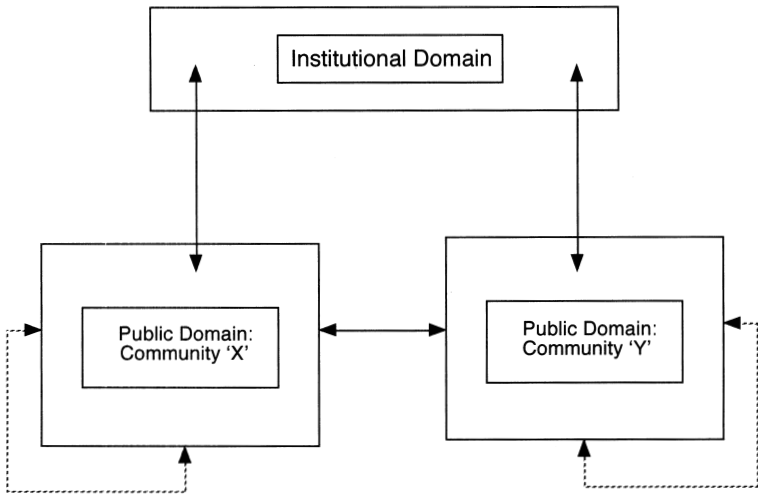 Institutional Domain
Public Domain:
Community ‘X’
Public Domain:
Community ‘Y’